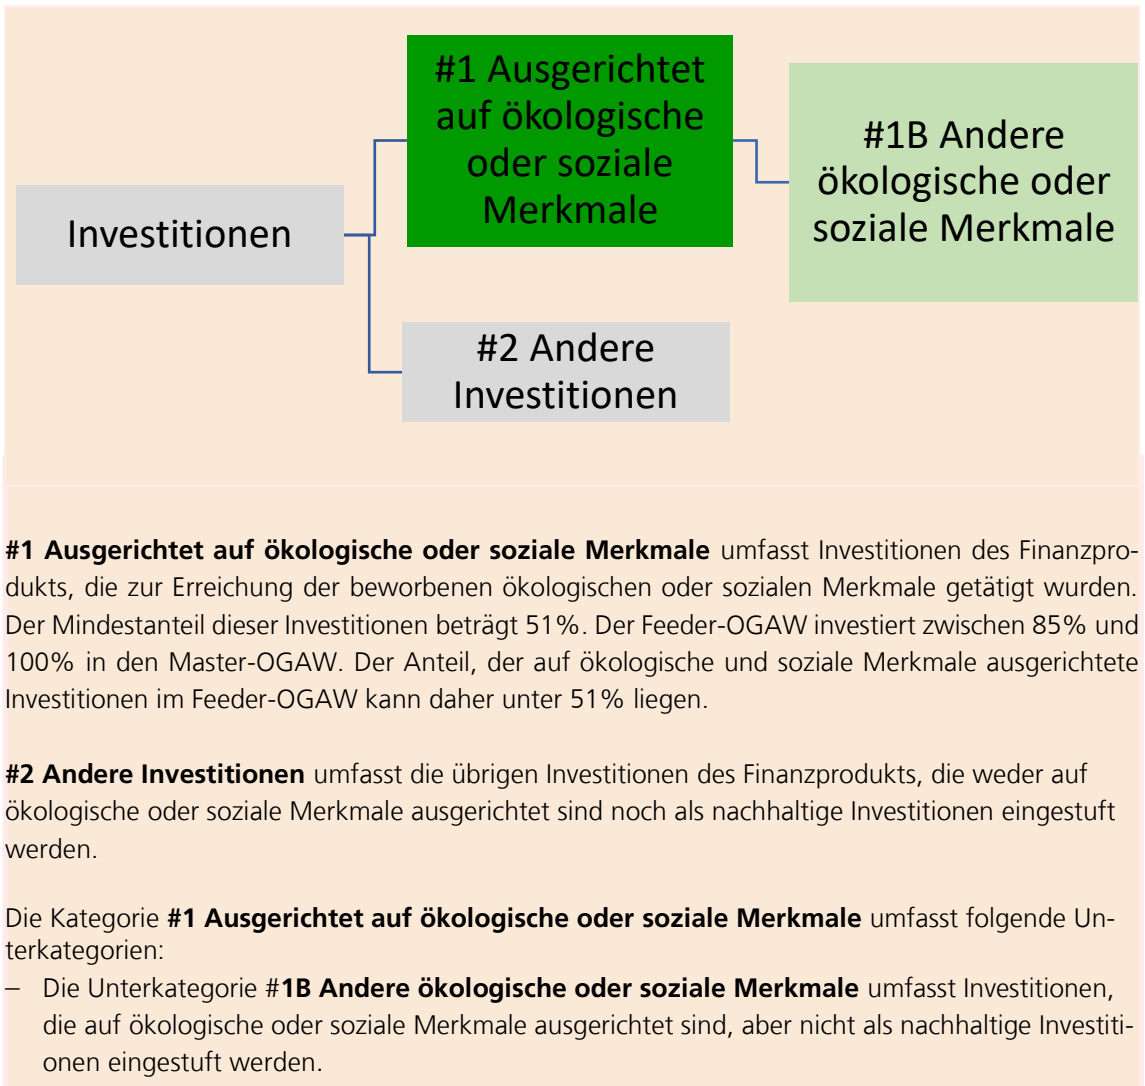 #1 Ausgerichtet
auf ökologische
oder soziale
Merkmale
#1B Andere
ökologische oder
soziale Merkmale
Investitionen
#2 Andere
Investitionen
#1 Ausgerichtet auf ökologische oder soziale Merkmale umfasst Investitionen des Finanzpro-
dukts, die zur Erreichung der beworbenen ökologischen oder sozialen Merkmale getätigt wurden.
Der Mindestanteil dieser Investitionen beträgt 51%. Der Feeder-OGAW investiert zwischen 85% und
100% in den Master-OGAW. Der Anteil, der auf ökologische und soziale Merkmale ausgerichtete
Investitionen im Feeder-OGAW kann daher unter 51% liegen.
#2 Andere Investitionen umfasst die übrigen Investitionen des Finanzprodukts, die weder auf
ökologische oder soziale Merkmale ausgerichtet sind noch als nachhaltige Investitionen eingestuft
werden.
Die Kategorie #1 Ausgerichtet auf ökologische oder soziale Merkmale umfasst folgende Un-
terkategorien:
– Die Unterkategorie #1B Andere ökologische oder soziale Merkmale umfasst Investitionen,
die auf ökologische oder soziale Merkmale ausgerichtet sind, aber nicht als nachhaltige Investiti-
onen eingestuft werden.